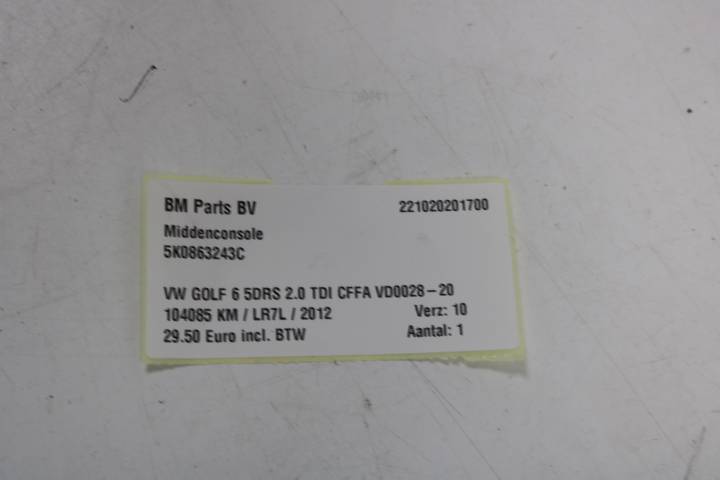 BM Parts BV 221020201700
Middenconsole
5K0863243C
VW GOLF 6 5DRS 2.0 TDI CFFA VD0028-20
104085 KM / LR7L / 2012 Verz: 10
29.50 Euro incl. BTW Aantal: 1